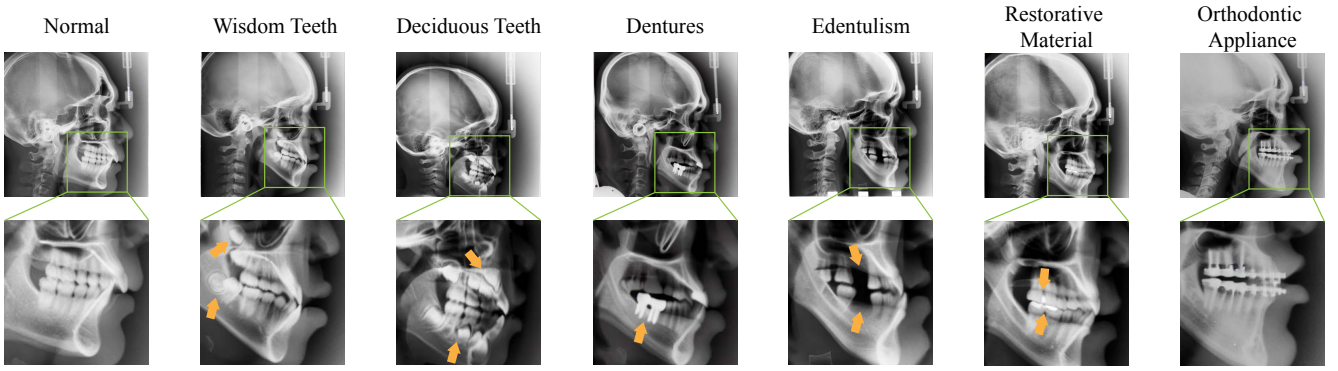 Normal
Wisdom Teeth
Deciduous Teeth
Dentures
Edentulism
Restorative
Material
Orthodontic
Appliance